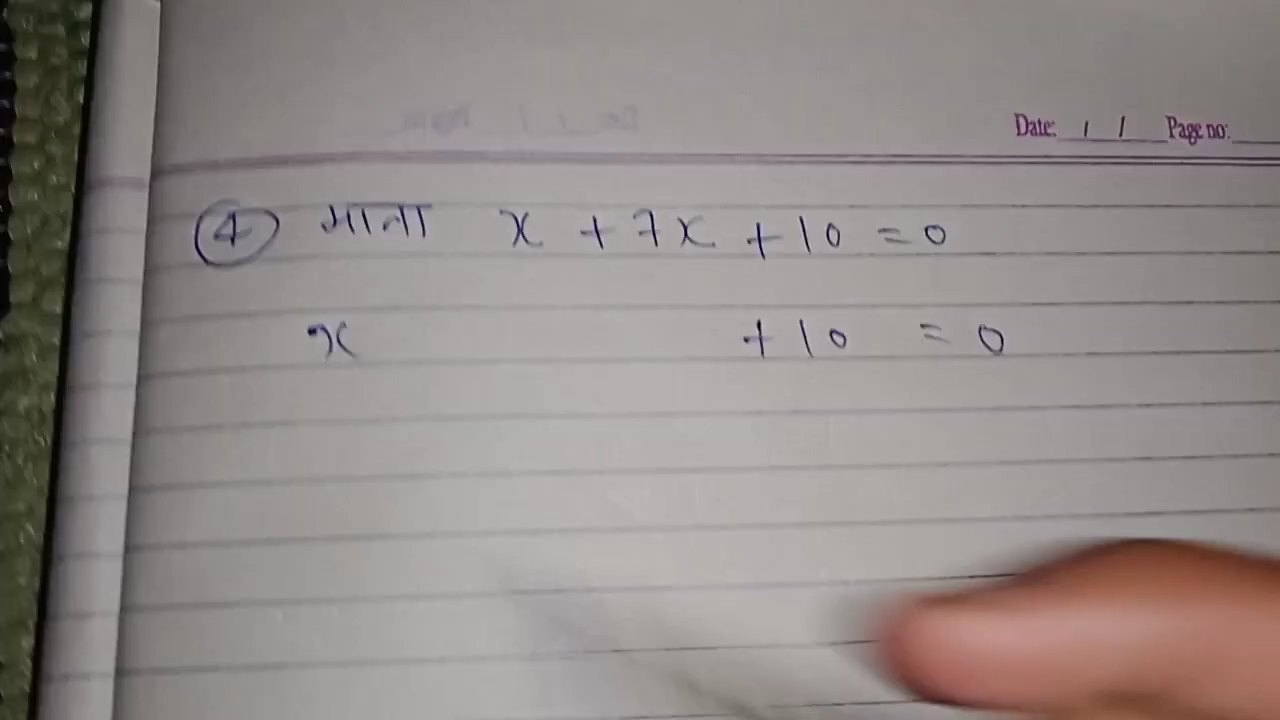 Date: / / Page no:
④ माना x + 7x + 10 = 0
x + 10 = 0